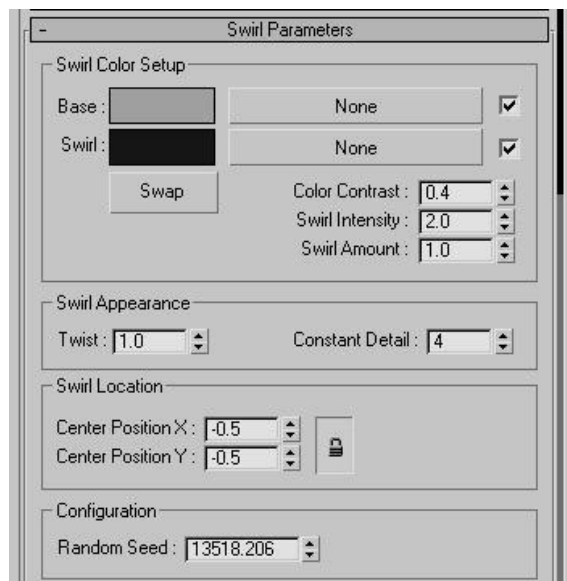 - Swirl Parameters
Swirl Color Setup
Base : None
Swirl : None
Swap
Color Contrast : 0.4
Swirl Intensity : 2.0
Swirl Amount : 1.0
Swirl Appearance
Twist : 1.0 Constant Detail : 4
Swirl Location
Center Position X : -0.5
Center Position Y : -0.5
Configuration
Random Seed : 13518.206